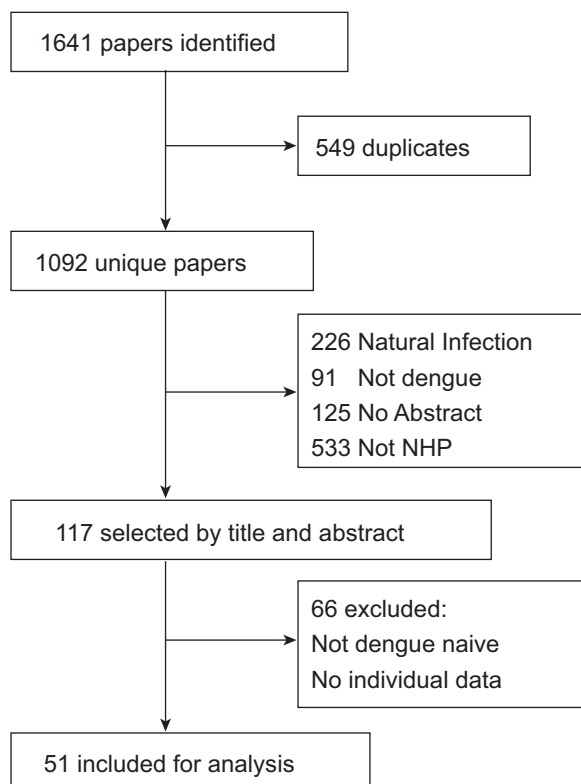 1641 papers identified
549 duplicates
1092 unique papers
226 Natural Infection
91 Not dengue
125 No Abstract
533 Not NHP
117 selected by title and abstract
66 excluded:
Not dengue naive
No individual data
51 included for analysis